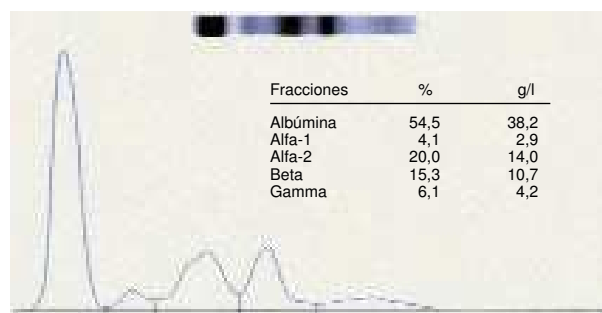 Fracciones % g/l
Albúmina 54,5 38,2
Alfa-1 4,1 2,9
Alfa-2 20,0 14,0
Beta 15,3 10,7
Gamma 6,1 4,2